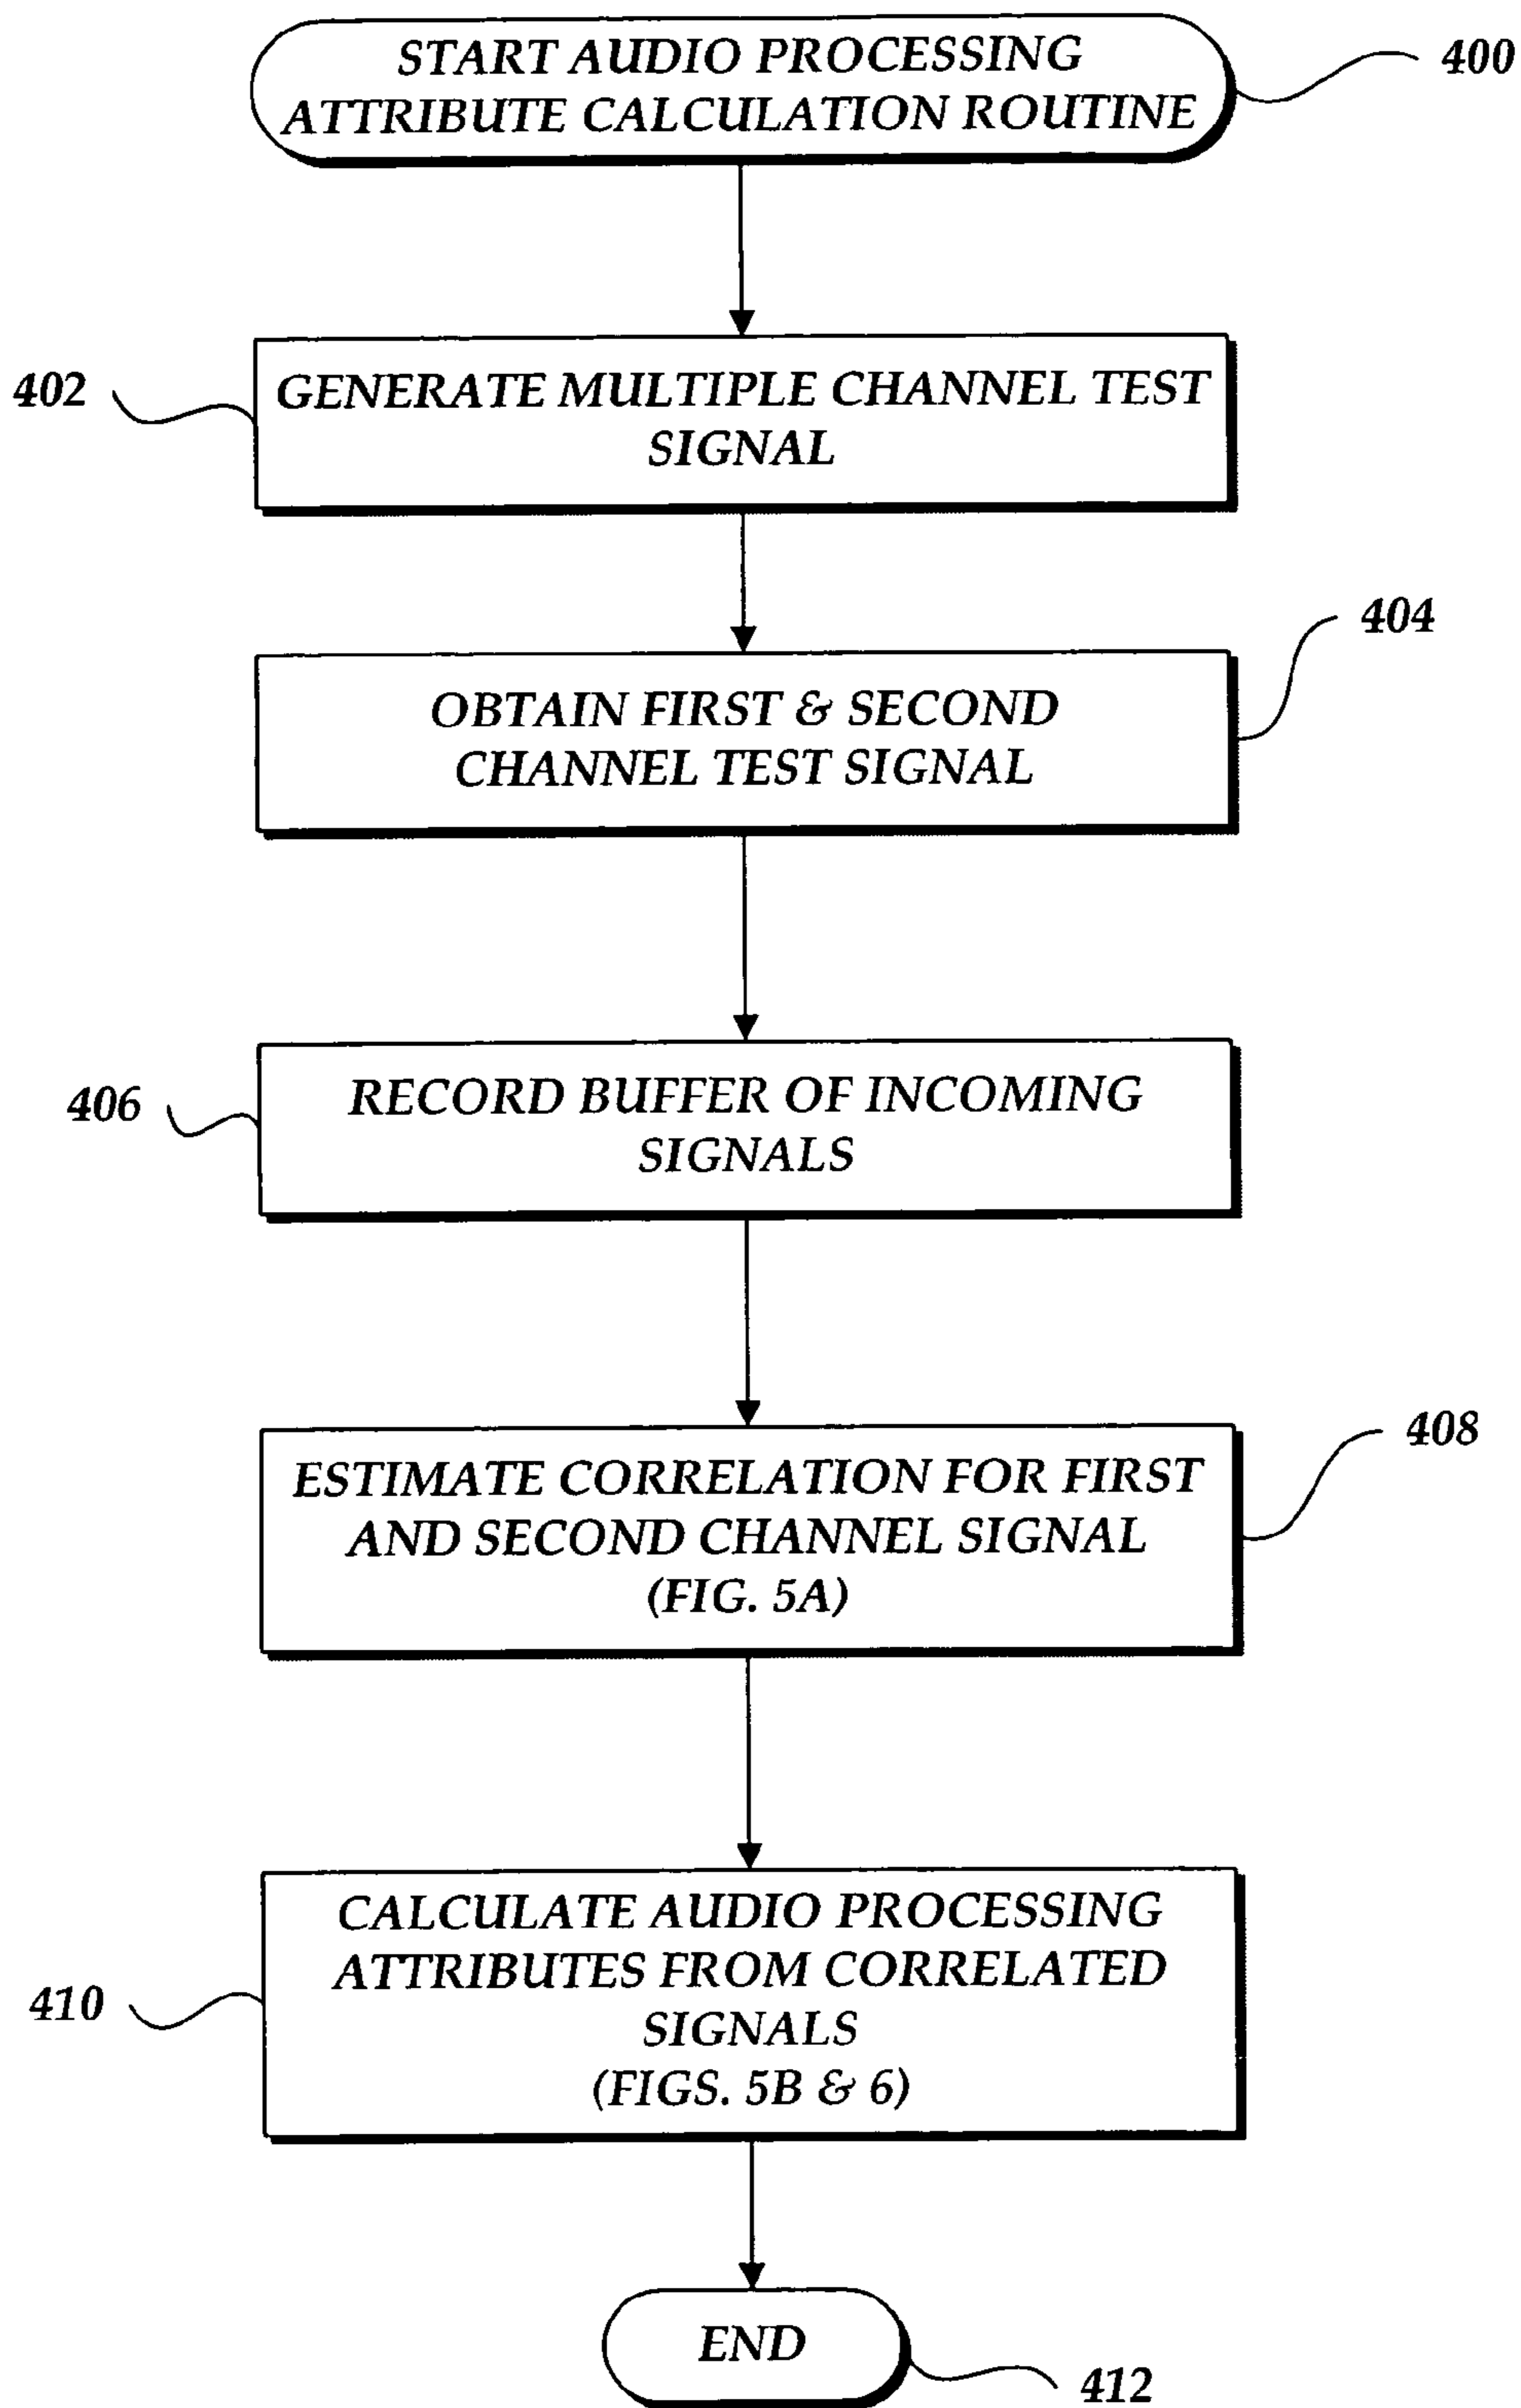 START AUDIO PROCESSING
ATTRIBUTE CALCULATION ROUTINE
400
402
GENERATE MULTIPLE CHANNEL TEST
SIGNAL
404
OBTAIN FIRST & SECOND
CHANNEL TEST SIGNAL
406
RECORD BUFFER OF INCOMING
SIGNALS
408
ESTIMATE CORRELATION FOR FIRST
AND SECOND CHANNEL SIGNAL
(FIG. 5A)
410
CALCULATE AUDIO PROCESSING
ATTRIBUTES FROM CORRELATED
SIGNALS
(FIGS. 5B & 6)
END
412